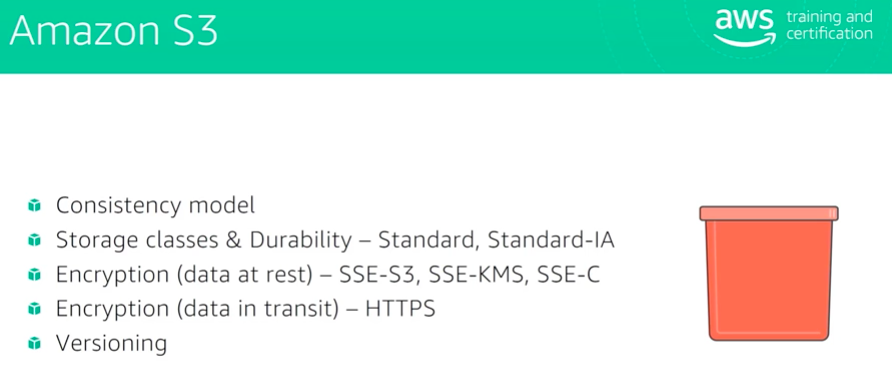 Amazon S3
aws training and certification
Consistency model
Storage classes & Durability – Standard, Standard-IA
Encryption (data at rest) – SSE-S3, SSE-KMS, SSE-C
Encryption (data in transit) – HTTPS
Versioning